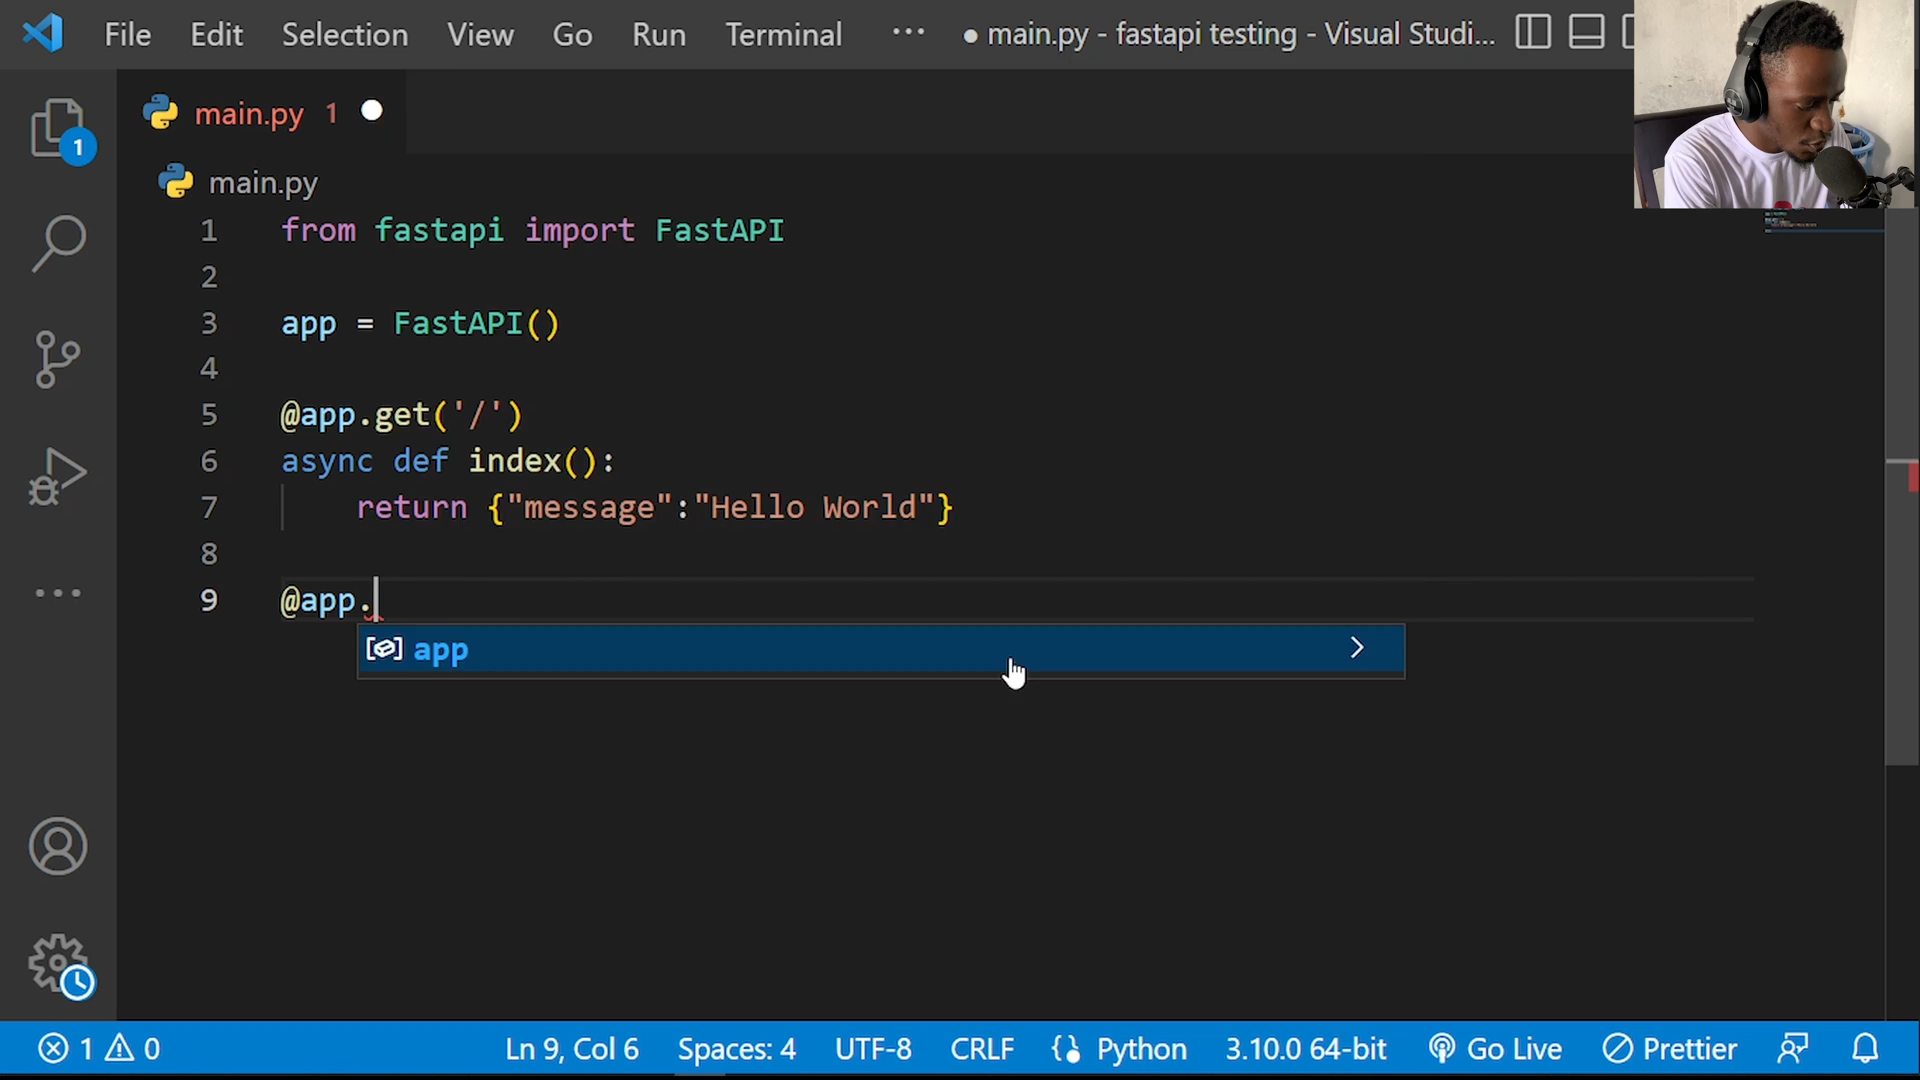 File Edit Selection View Go Run Terminal ··· ● main.py - fastapi testing - Visual Studi...
main.py 1
1
main.py
1 from fastapi import FastAPI
2
3 app = FastAPI()
4
5 @app.get('/')
6 async def index():
7 return {"message":"Hello World"}
8
9 @app.
app
1 0 Ln 9, Col 6 Spaces: 4 UTF-8 CRLF Python 3.10.0 64-bit Go Live Prettier